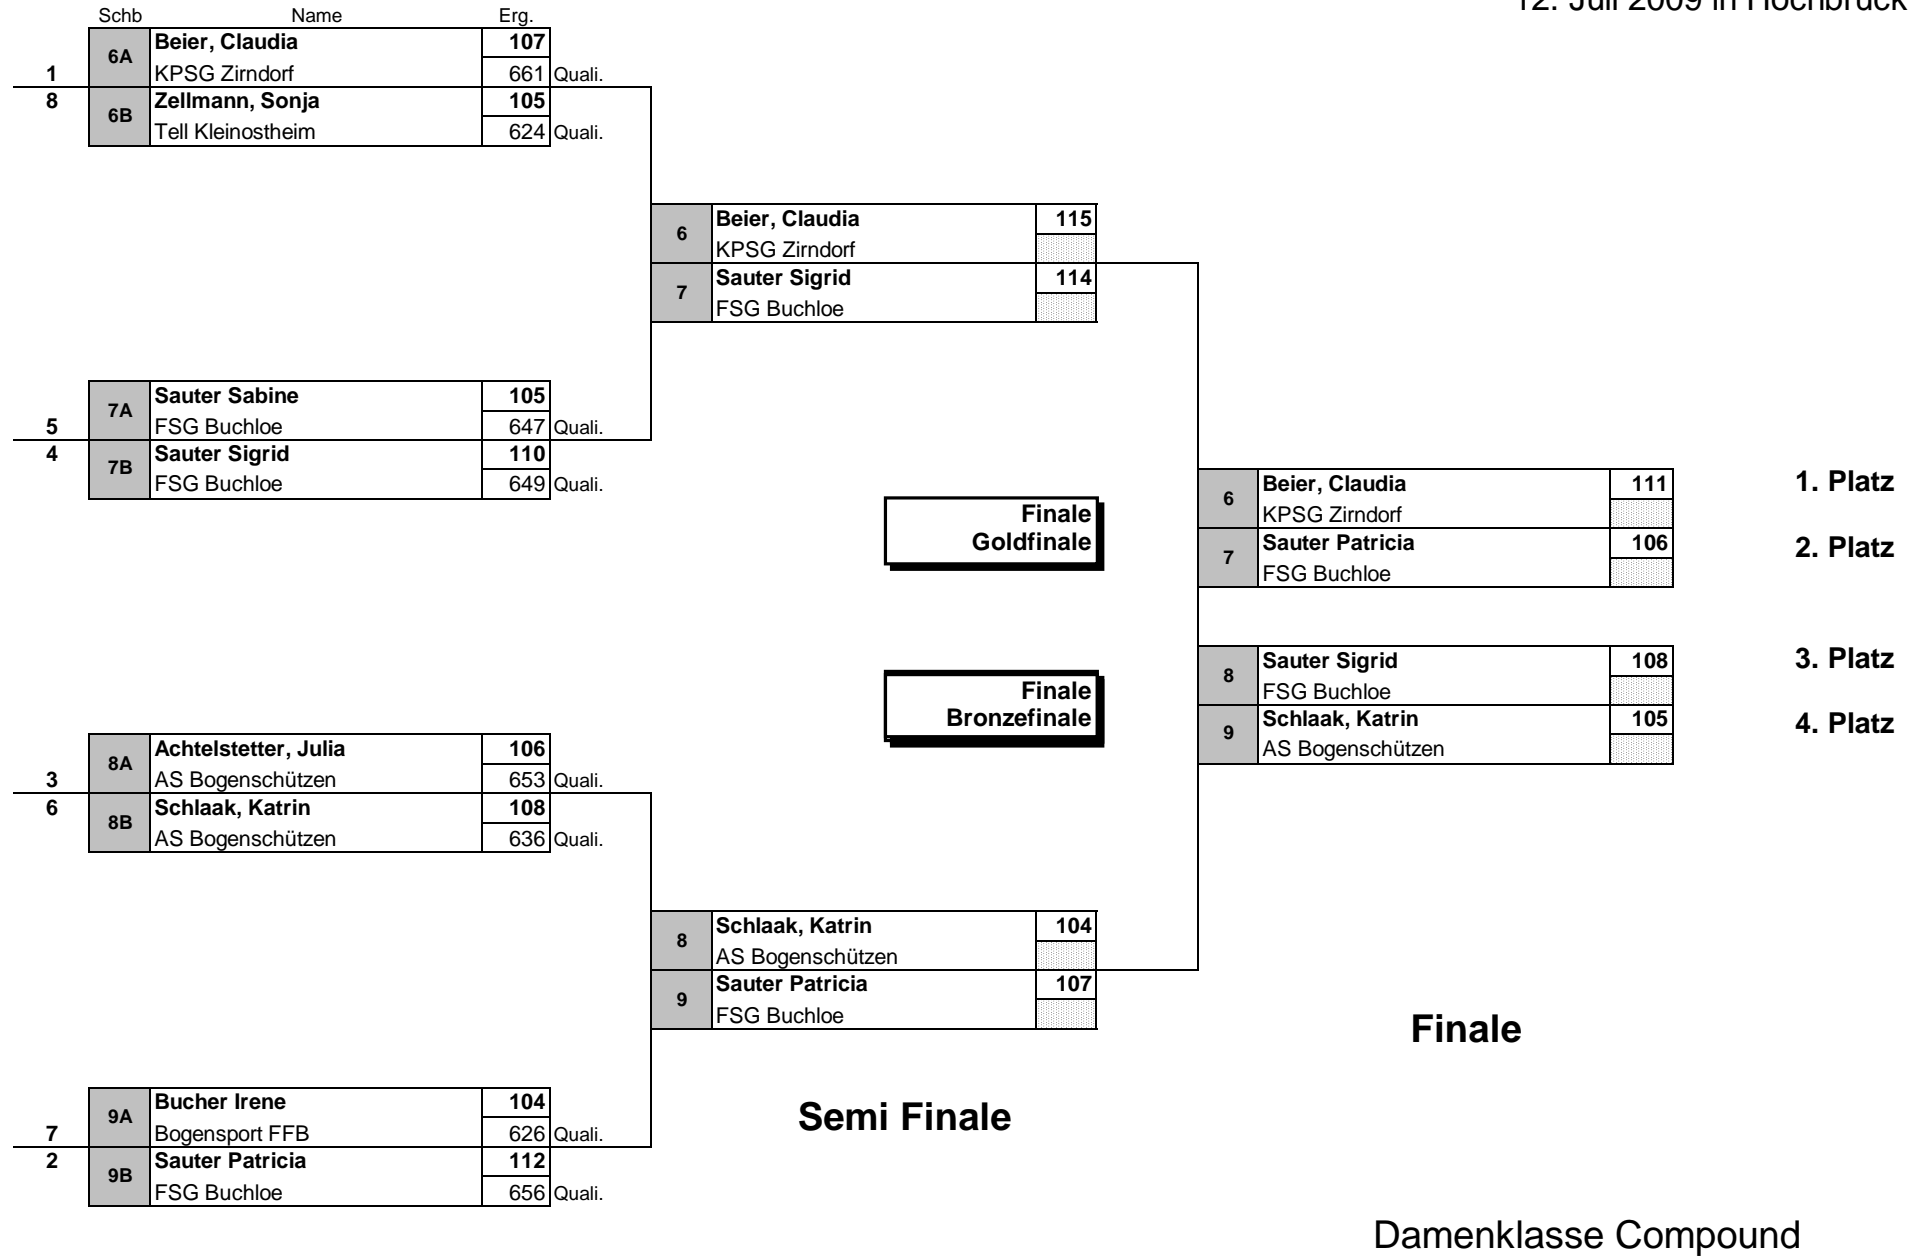 12. Juli 2009 in Hochbrück
Schb Name Erg.
6A Beier, Claudia 107
1 KPSG Zirndorf 661 Quali.
8 6B Zellmann, Sonja 105
Tell Kleinostheim 624 Quali.
6 Beier, Claudia 115
KPSG Zirndorf
7 Sauter Sigrid 114
FSG Buchloe
7A Sauter Sabine 105
5 FSG Buchloe 647 Quali.
4 7B Sauter Sigrid 110
FSG Buchloe 649 Quali.
6 Beier, Claudia 111 1. Platz
KPSG Zirndorf
Finale
Goldfinale
7 Sauter Patricia 106 2. Platz
FSG Buchloe
8 Sauter Sigrid 108 3. Platz
FSG Buchloe
Finale
Bronzefinale
9 Schlaak, Katrin 105 4. Platz
AS Bogenschützen
8A Achtelstetter, Julia 106
3 AS Bogenschützen 653 Quali.
6 8B Schlaak, Katrin 108
AS Bogenschützen 636 Quali.
8 Schlaak, Katrin 104
AS Bogenschützen
9 Sauter Patricia 107
FSG Buchloe
Finale
9A Bucher Irene 104
7 Bogensport FFB 626 Quali.
2 9B Sauter Patricia 112
FSG Buchloe 656 Quali.
Semi Finale
Damenklasse Compound